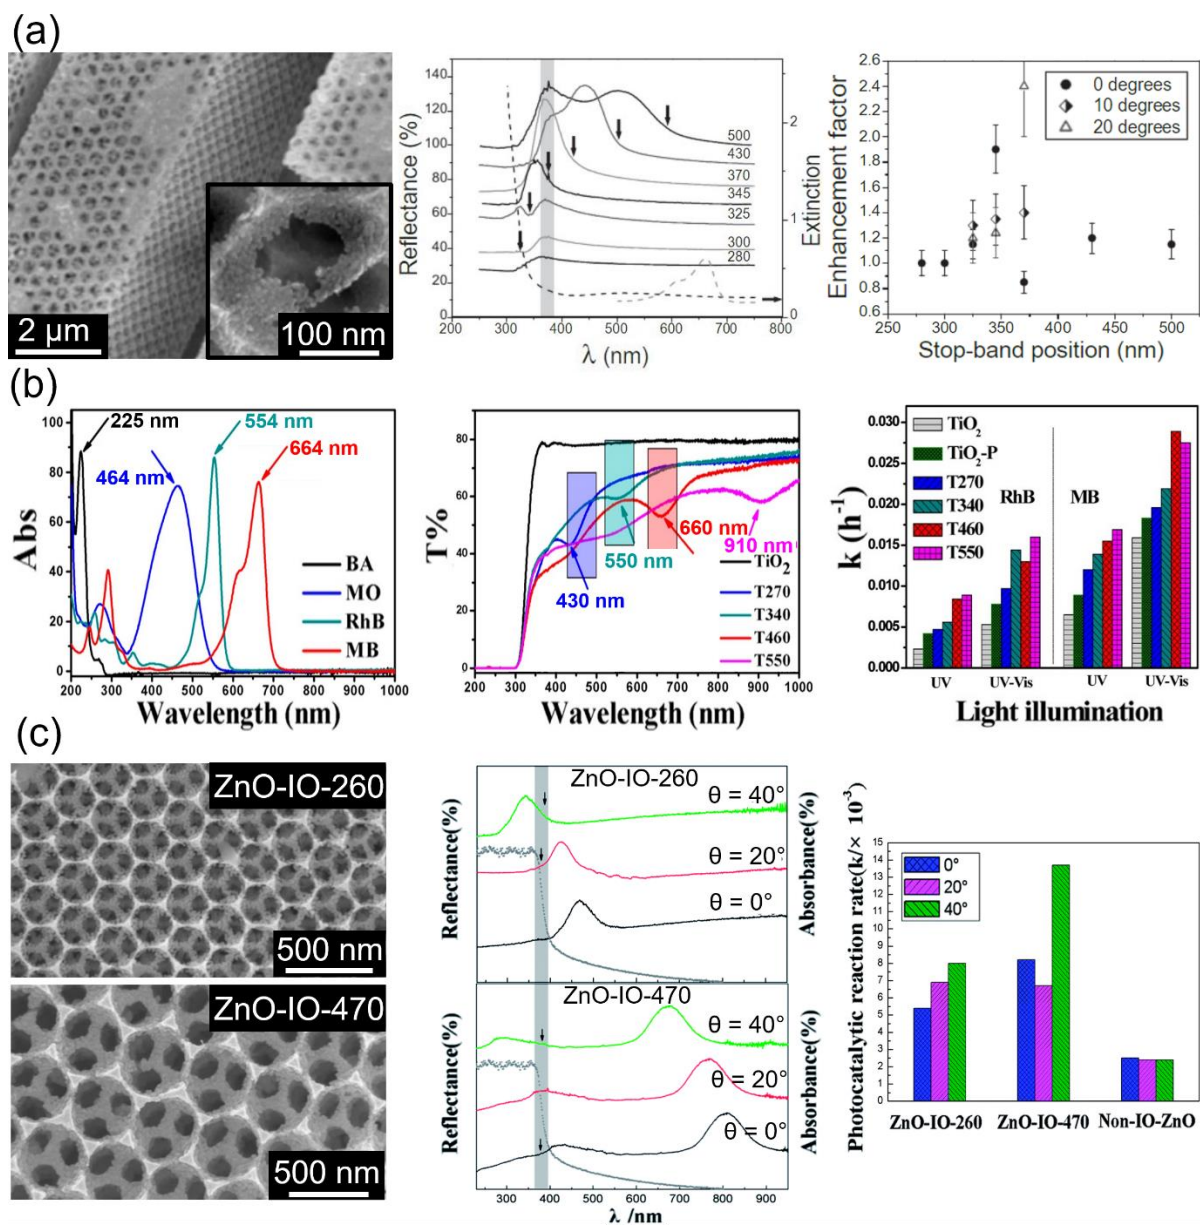 (a)
2 µm
100 nm
Reflectance (%)
140
120
100
80
60
40
20
0
500
430
370
345
325
300
280
2
1
0
Extinction
200 300 400 500 600 700 800
λ (nm)
Enhancement factor
2.6
2.4
2.2
2.0
1.8
1.6
1.4
1.2
1.0
0.8
0.6
0 degrees
10 degrees
20 degrees
250 300 350 400 450 500
Stop-band position (nm)
(b)
Abs
100
80
60
40
20
0
225 nm
554 nm
464 nm
664 nm
BA
MO
RhB
MB
200 300 400 500 600 700 800 900 1000
Wavelength (nm)
T%
80
60
40
20
0
660 nm
550 nm
910 nm
430 nm
TiO₂
T270
T340
T460
T550
200 300 400 500 600 700 800 900 1000
Wavelength (nm)
k (h⁻¹)
0.030
0.025
0.020
0.015
0.010
0.005
0.000
TiO₂
TiO₂-P
T270
T340
T460
T550
RhB
MB
UV UV-Vis UV UV-Vis
Light illumination
(c)
ZnO-IO-260
500 nm
ZnO-IO-470
500 nm
ZnO-IO-260
θ = 40°
θ = 20°
θ = 0°
Reflectance(%)
Absorbance(%)
ZnO-IO-470
θ = 40°
θ = 20°
θ = 0°
Reflectance(%)
Absorbance(%)
300 400 500 600 700 800 900
λ /nm
Photocatalytic reaction rate(k/× 10⁻³)
15
14
13
12
11
10
9
8
7
6
5
4
3
2
1
0
0°
20°
40°
ZnO-IO-260 ZnO-IO-470 Non-IO-ZnO